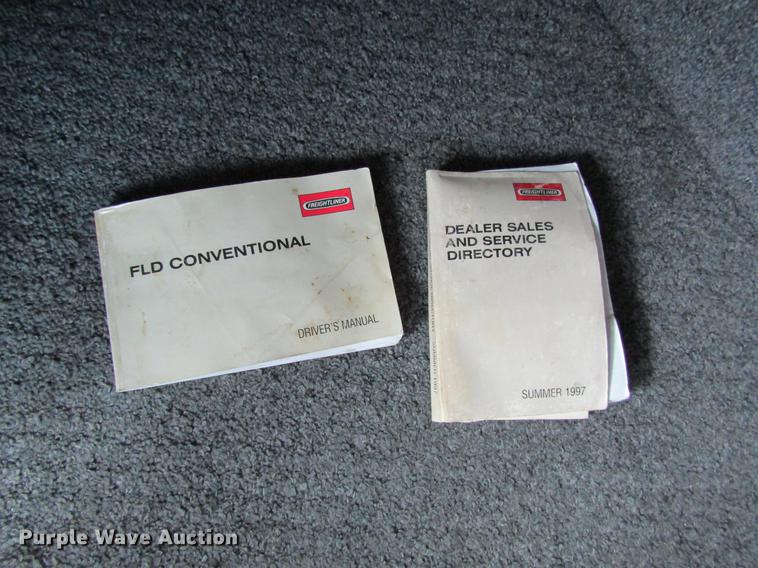 FREIGHTLINER
FLD CONVENTIONAL
DRIVER'S MANUAL
FREIGHTLINER
DEALER SALES
AND SERVICE
DIRECTORY
SUMMER 1997
Purple Wave Auction